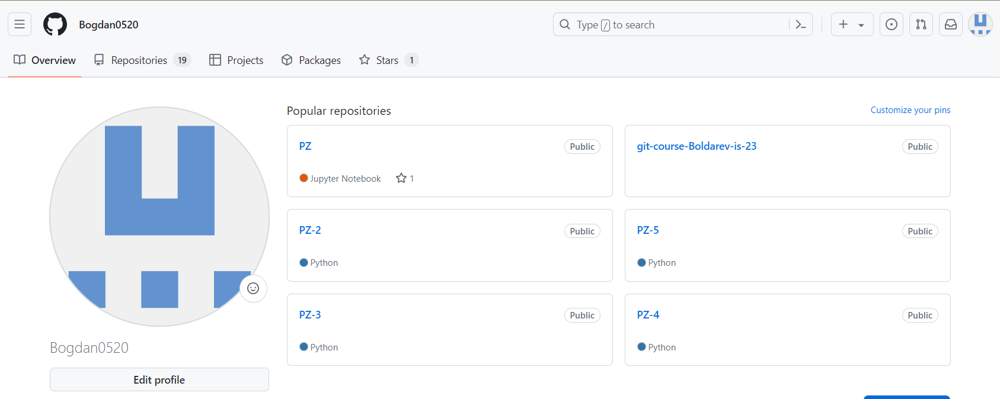 Bogdan0520
Type / to search
Overview
Repositories 19
Projects
Packages
Stars 1
Popular repositories
Customize your pins
PZ
Public
Jupyter Notebook
1
git-course-Boldarev-is-23
Public
PZ-2
Public
Python
PZ-5
Public
Python
PZ-3
Public
Python
PZ-4
Public
Python
Bogdan0520
Edit profile